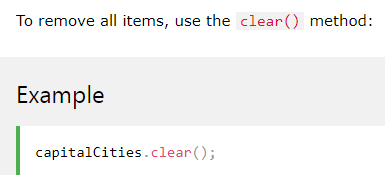 To remove all items, use the clear() method:
Example
capitalCities.clear();